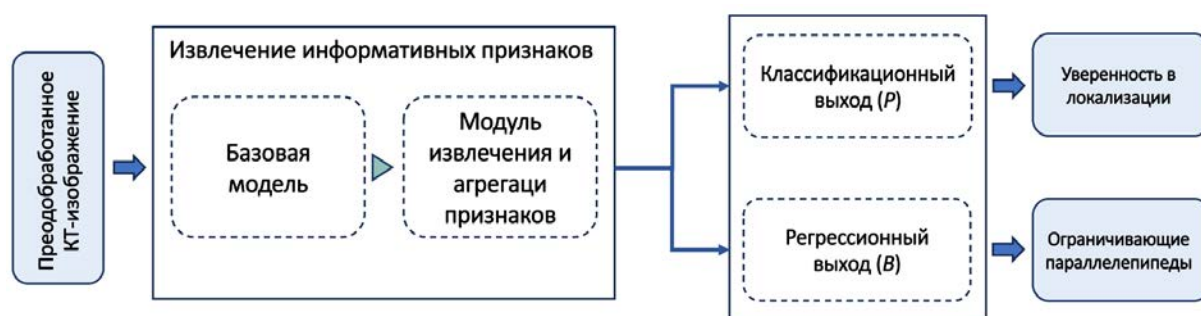 Преодобработанное
КТ-изображение
Извлечение информативных признаков
Базовая
модель
Модуль
извлечения и
агрегаци
признаков
Классификационный
выход (P)
Регрессионный
выход (B)
Уверенность в
локализации
Ограничивающие
параллелепипеды